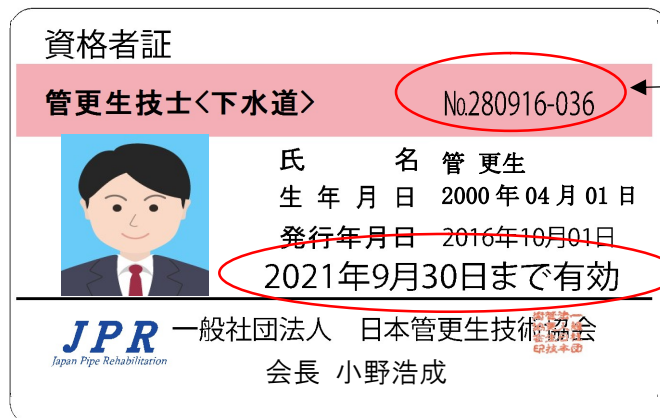 資格者証
管更生技士<下水道> No.280916-036
氏 名 管 更生
生 年 月 日 2000 年 04 月 01 日
発行年月日 2016年10月01日
2021年9月30日まで有効
JPR 一般社団法人 日本管更生技術協会
Japan Pipe Rehabilitation
会長 小野浩成